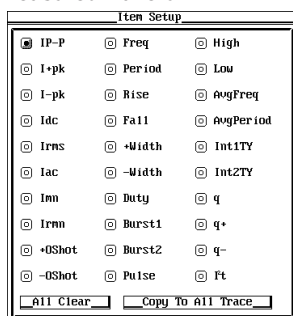 Item Setup
IP-P Freq High
I+pk Period Low
I-pk Rise AvgFreq
Idc Fall AvgPeriod
Irms +Width Int1TY
Iac -Width Int2TY
Imn Duty q
Irmn Burst1 q+
+OShot Burst2 q-
-OShot Pulse I²t
All Clear Copy To All Trace